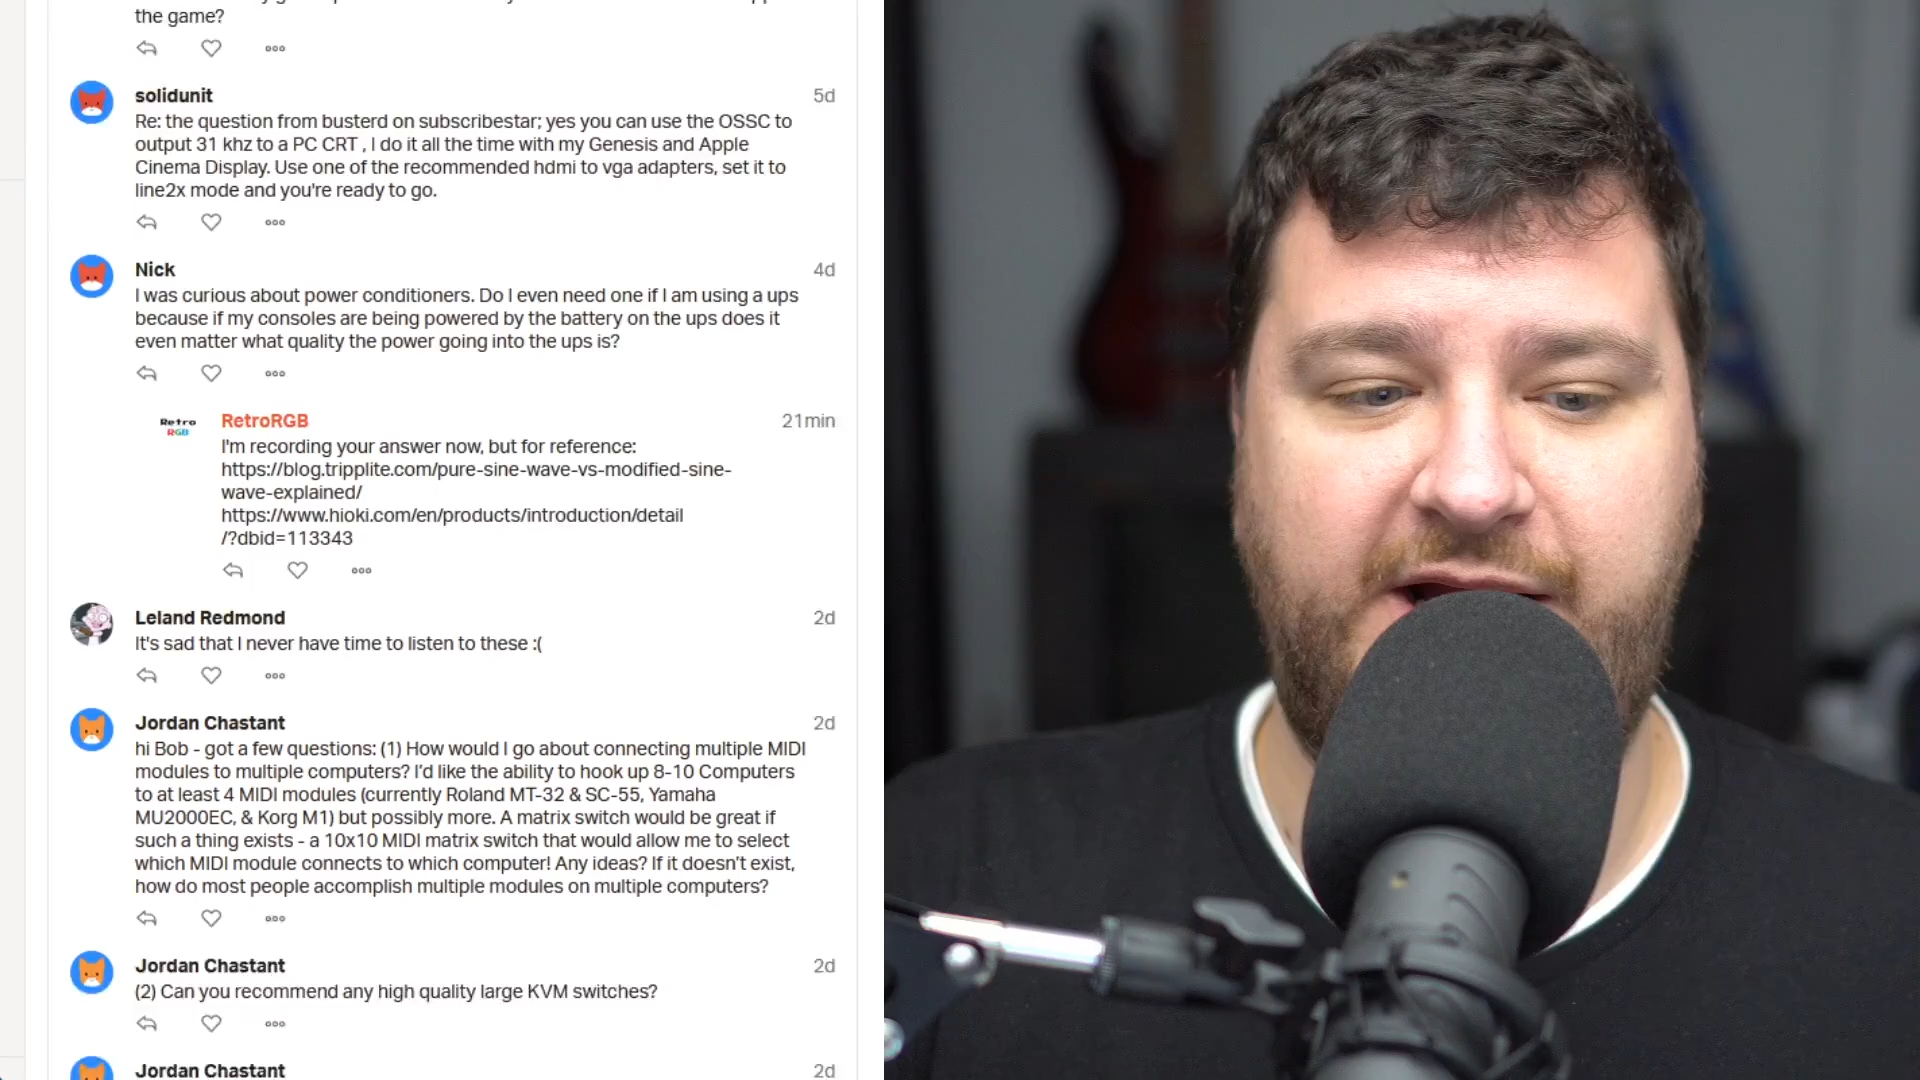 the game?
solidunit
5d
Re: the question from busterd on subscribestar; yes you can use the OSSC to
output 31 khz to a PC CRT , I do it all the time with my Genesis and Apple
Cinema Display. Use one of the recommended hdmi to vga adapters, set it to
line2x mode and you're ready to go.
Nick
4d
I was curious about power conditioners. Do I even need one if I am using a ups
because if my consoles are being powered by the battery on the ups does it
even matter what quality the power going into the ups is?
Retro
RGB
RetroRGB
21min
I'm recording your answer now, but for reference:
https://blog.tripplite.com/pure-sine-wave-vs-modified-sine-
wave-explained/
https://www.hioki.com/en/products/introduction/detail
/?dbid=113343
Leland Redmond
2d
It's sad that I never have time to listen to these :(
Jordan Chastant
2d
hi Bob - got a few questions: (1) How would I go about connecting multiple MIDI
modules to multiple computers? I'd like the ability to hook up 8-10 Computers
to at least 4 MIDI modules (currently Roland MT-32 & SC-55, Yamaha
MU2000EC, & Korg M1) but possibly more. A matrix switch would be great if
such a thing exists - a 10x10 MIDI matrix switch that would allow me to select
which MIDI module connects to which computer! Any ideas? If it doesn't exist,
how do most people accomplish multiple modules on multiple computers?
Jordan Chastant
2d
(2) Can you recommend any high quality large KVM switches?
Jordan Chastant
2d